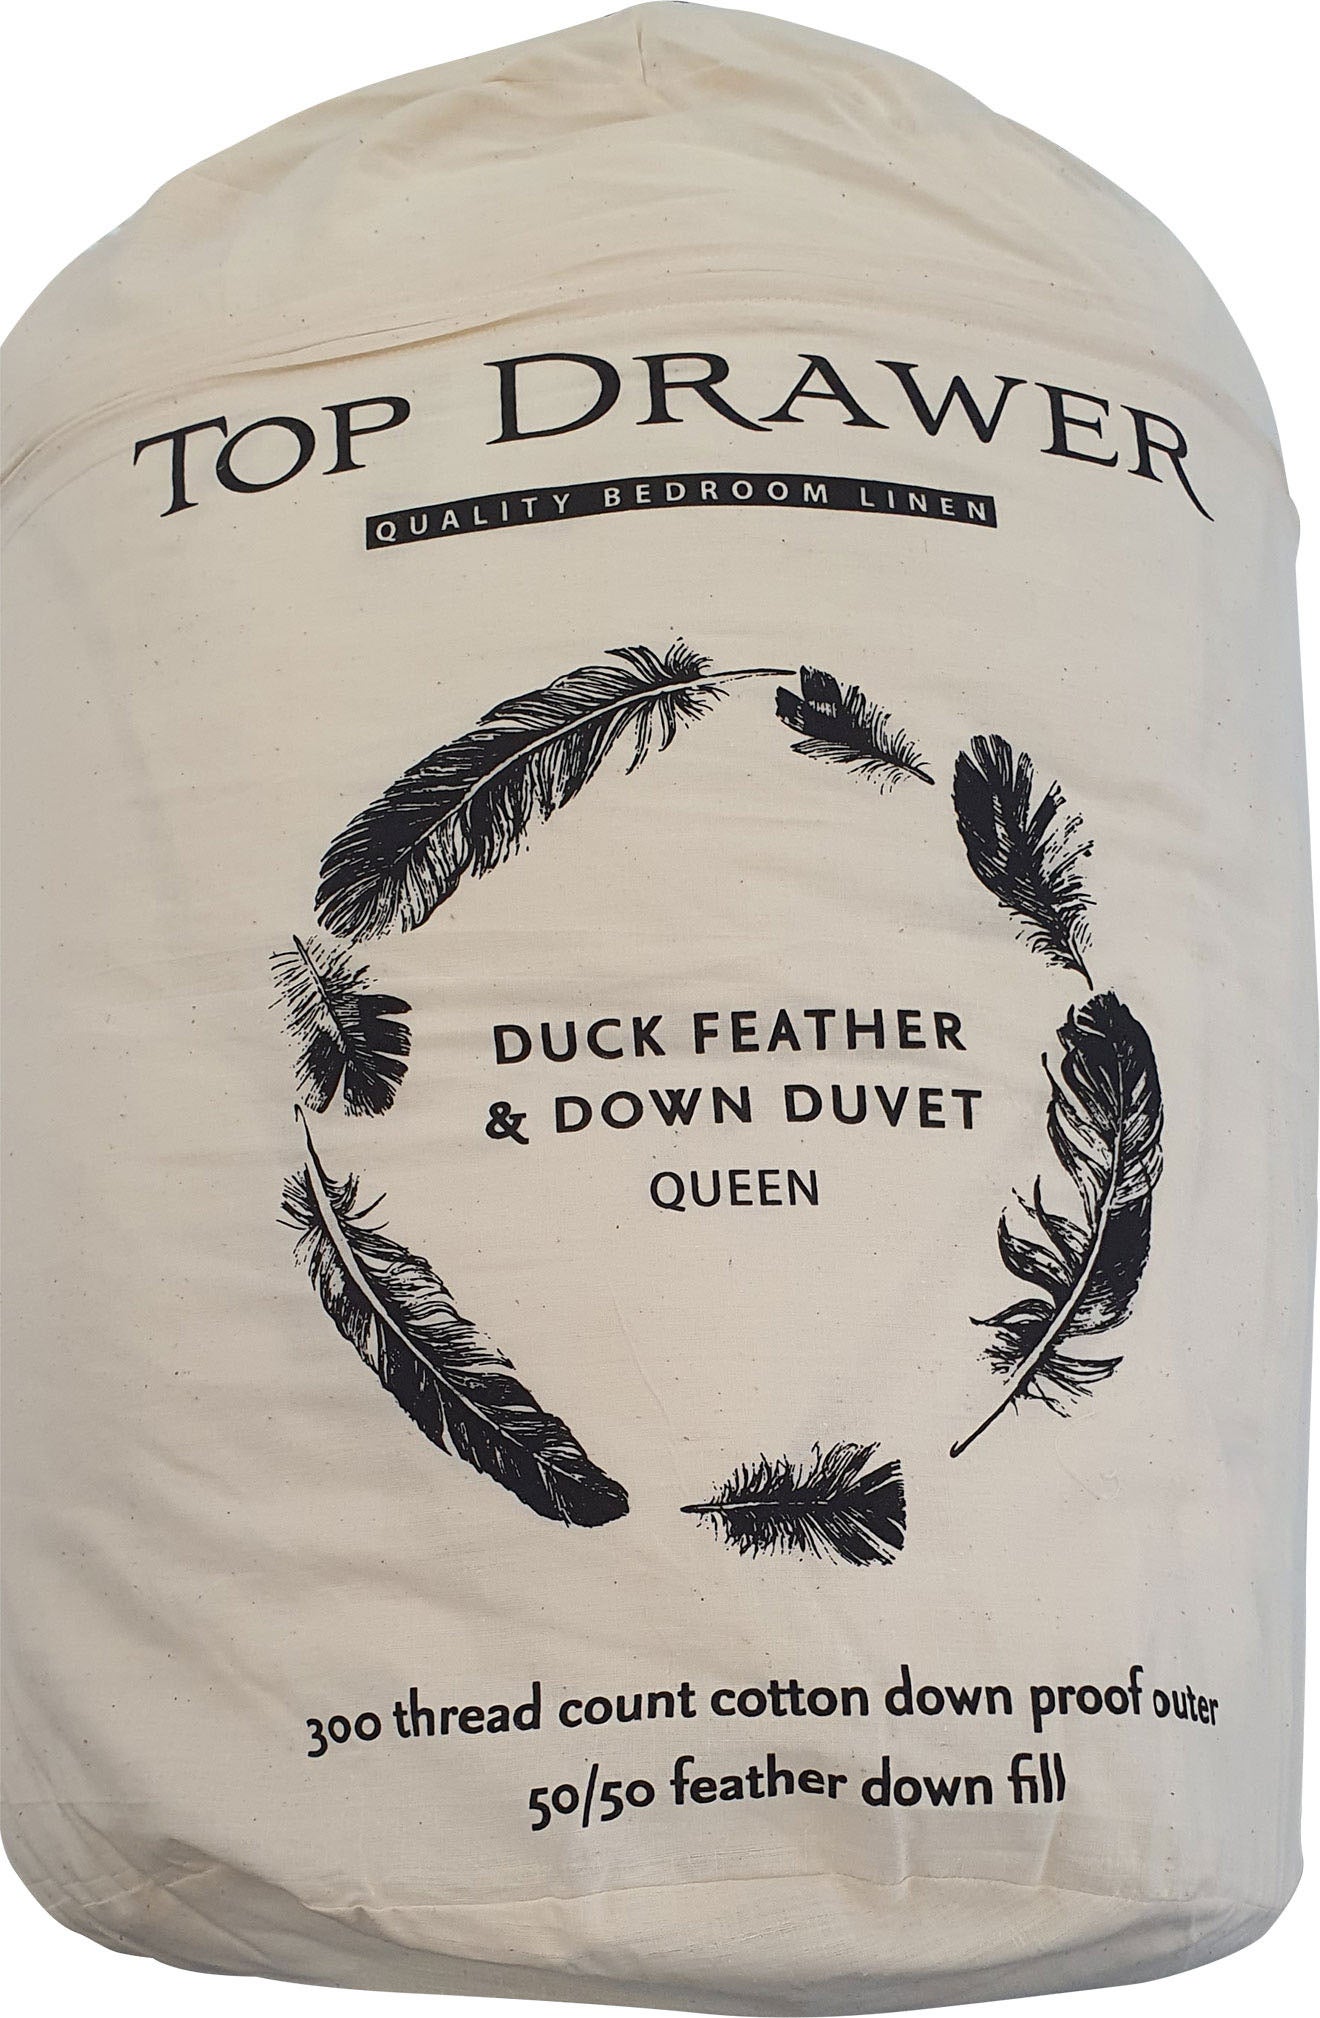 TOP DRAWER
QUALITY BEDROOM LINEN
DUCK FEATHER
& DOWN DUVET
QUEEN
300 thread count cotton down proof outer
50/50 feather down fill